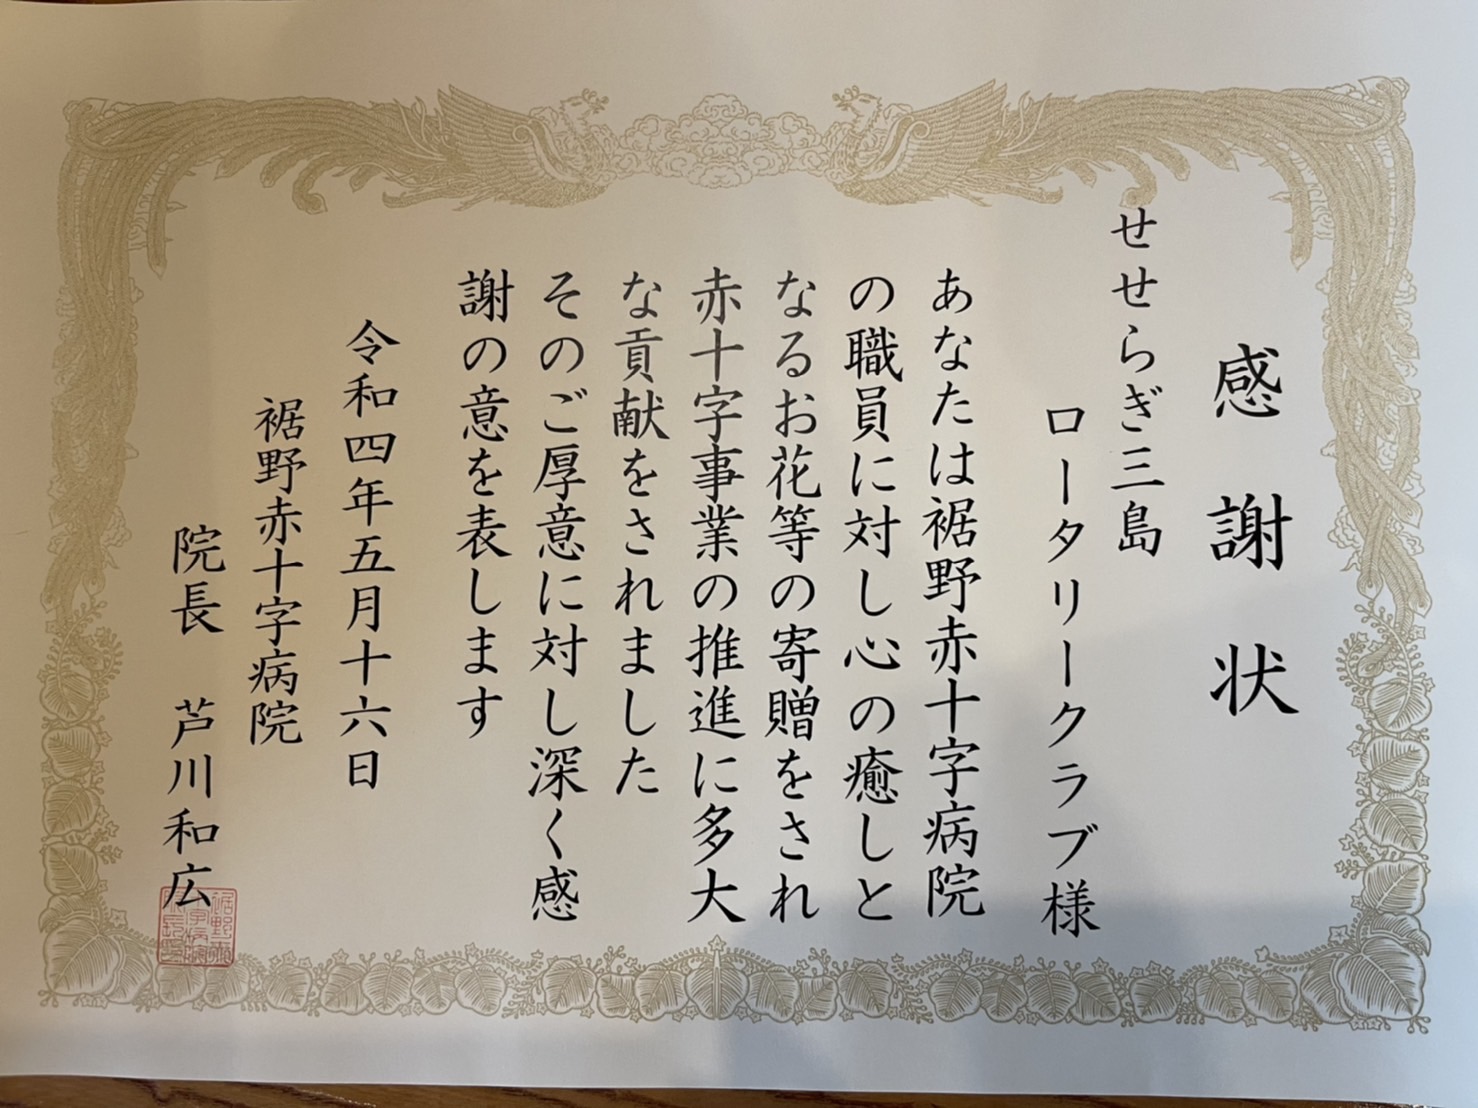 感謝状
せせらぎ三島
ロータリークラブ様
あなたは裾野赤十字病院
の職員に対し心の癒しと
なるお花等の寄贈をされ
赤十字事業の推進に多大
な貢献をされました
そのご厚意に対し深く感
謝の意を表します
令和四年五月十六日
裾野赤十字病院
院長 芦川和広